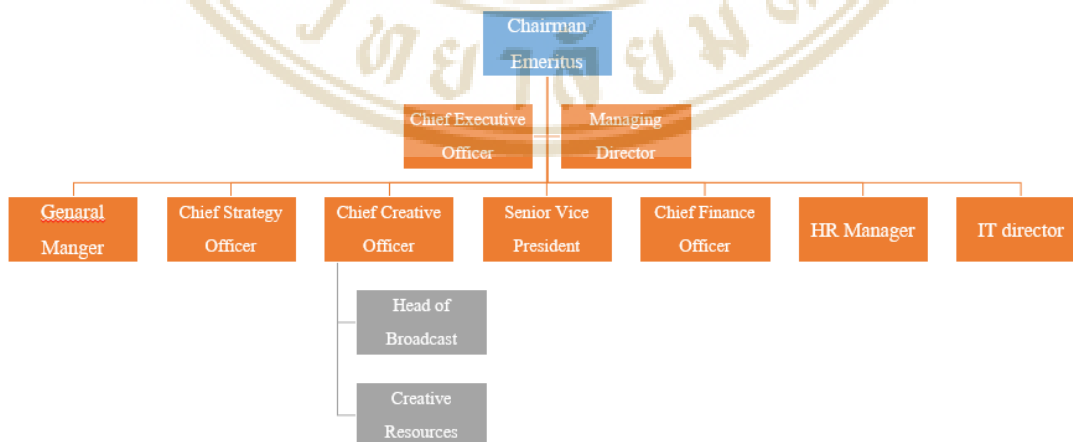 Chairman
Emeritus
Chief Executive
Officer
Managing
Director
Genaral
Manger
Chief Strategy
Officer
Chief Creative
Officer
Senior Vice
President
Chief Finance
Officer
HR Manager
IT director
Head of
Broadcast
Creative
Resources